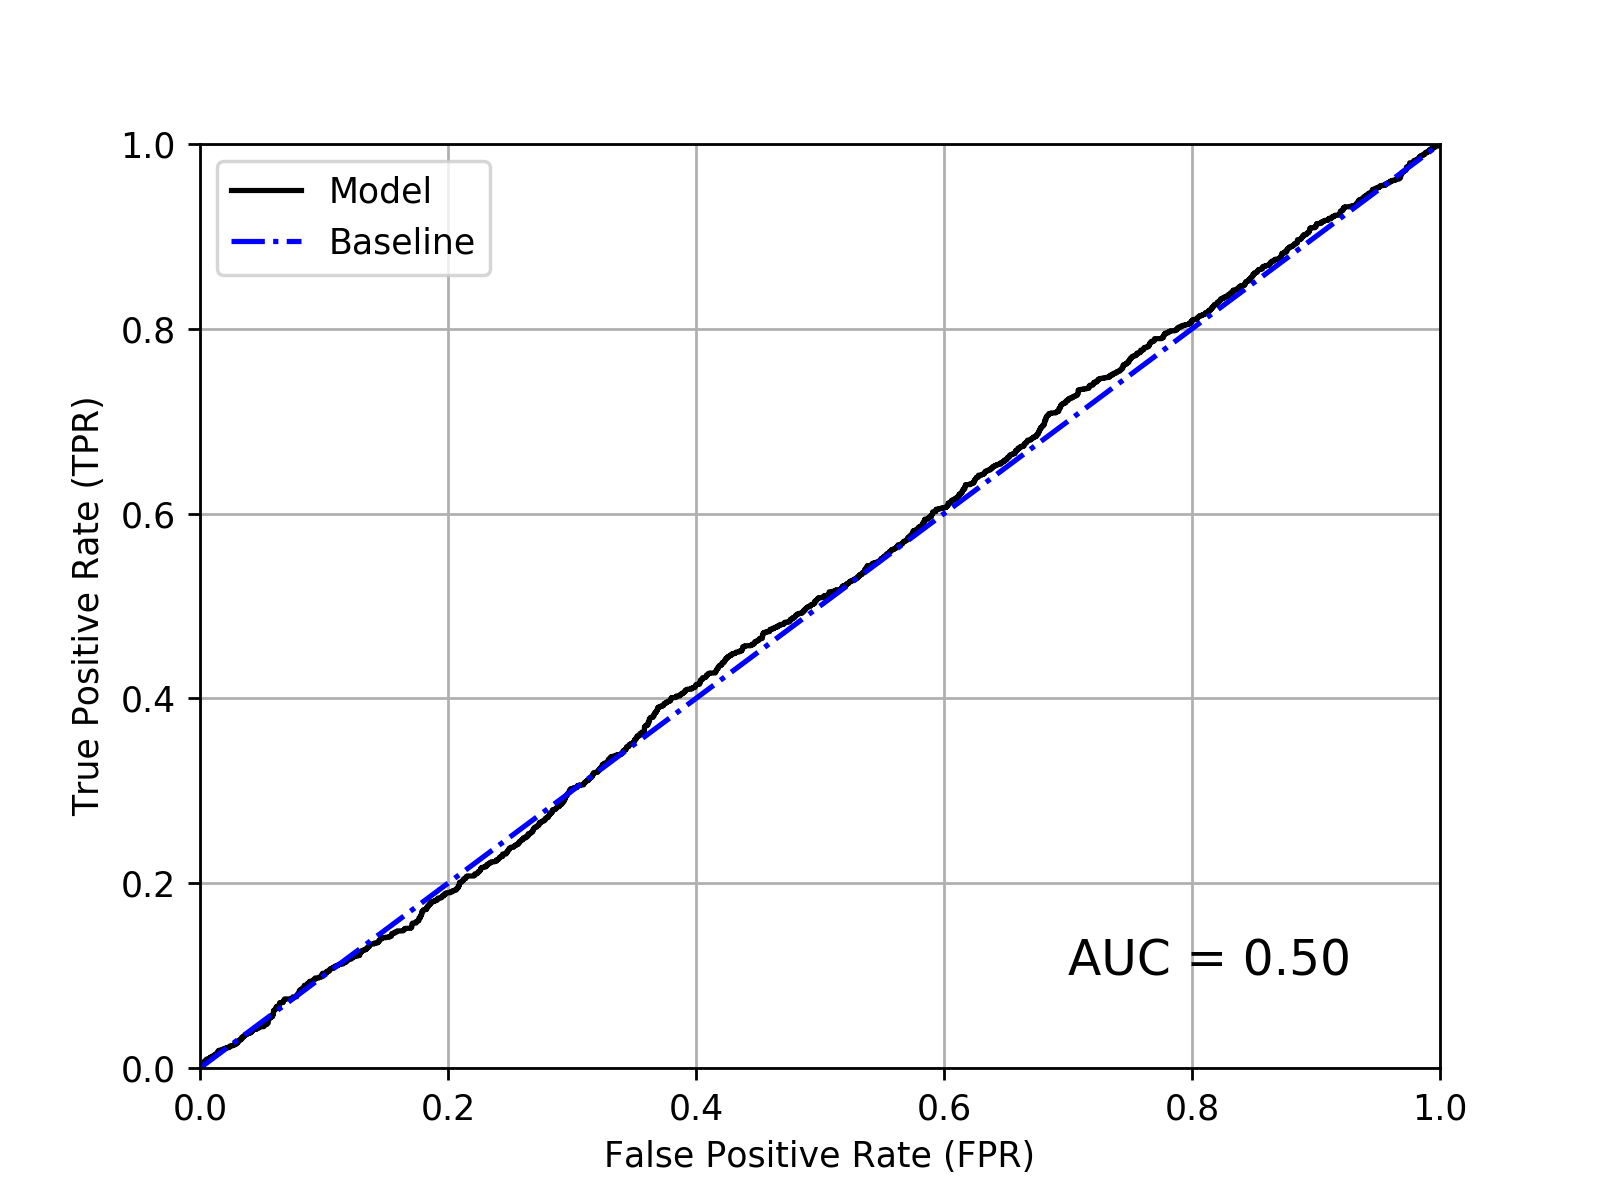 Model
Baseline
AUC = 0.50
True Positive Rate (TPR)
1.0
0.8
0.6
0.4
0.2
0.0
0.0 0.2 0.4 0.6 0.8 1.0
False Positive Rate (FPR)